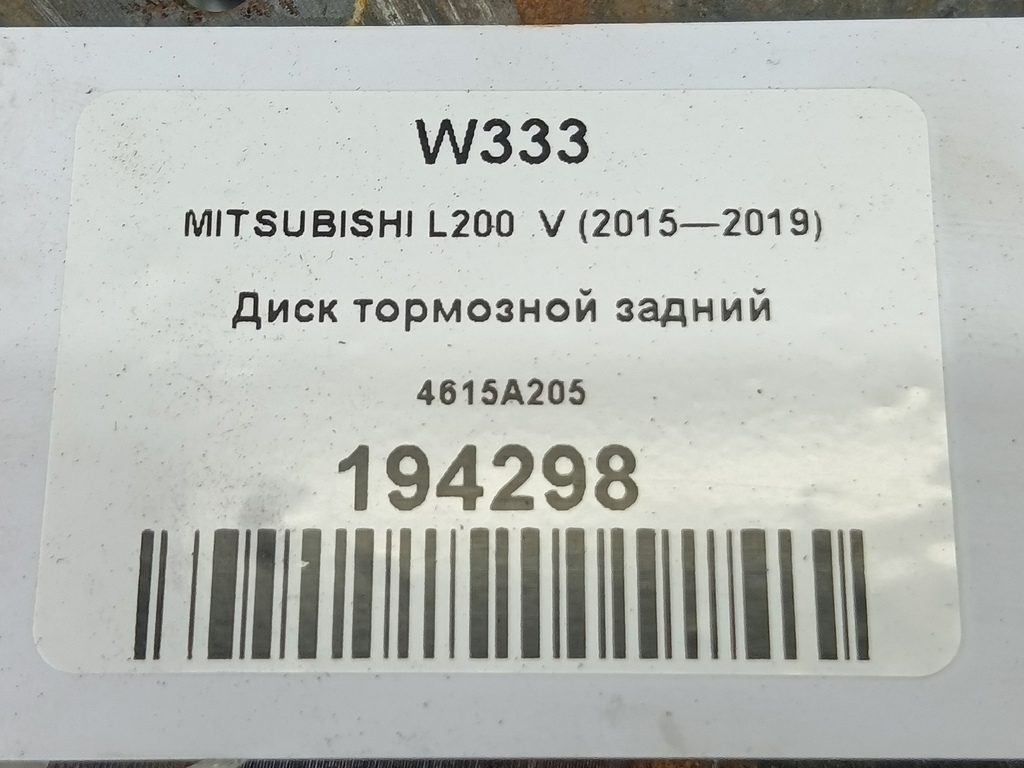 W333
MITSUBISHI L200 V (2015—2019)
Диск тормозной задний
4615A205
194298